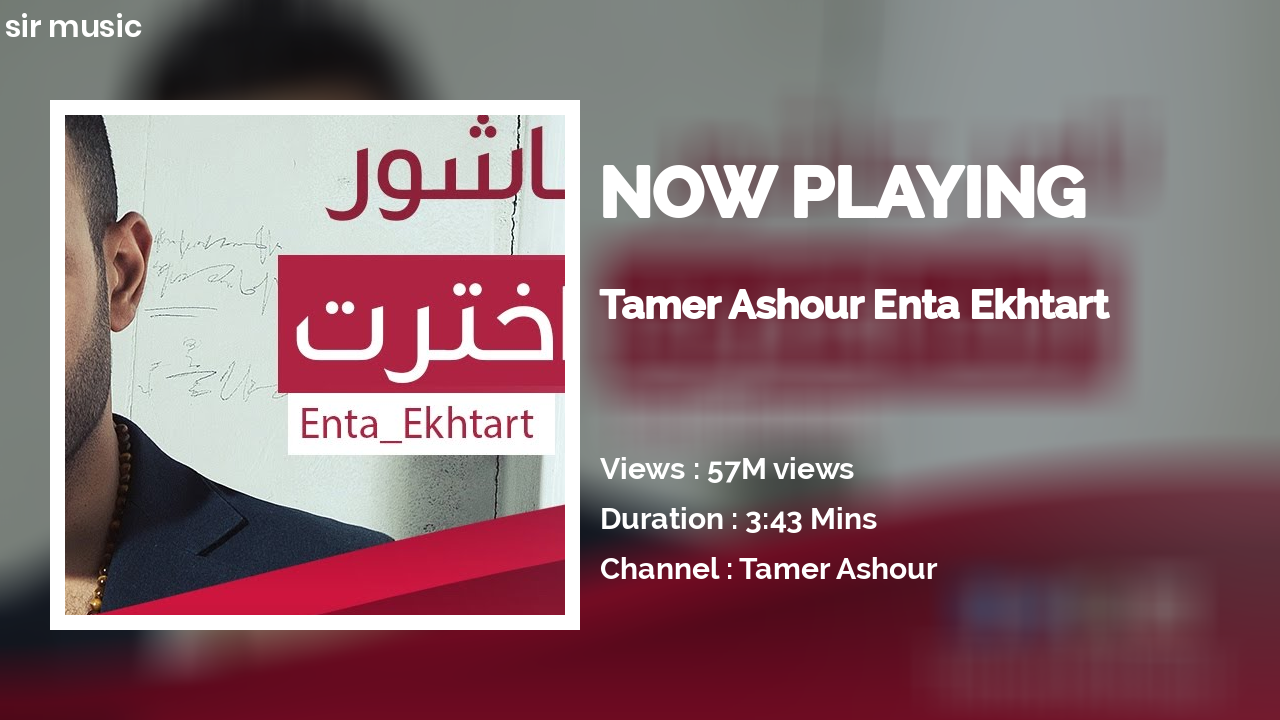 sir music
ـاشور
اخترت
Enta_Ekhtart
NOW PLAYING
Tamer Ashour Enta Ekhtart
Views : 57M views
Duration : 3:43 Mins
Channel : Tamer Ashour